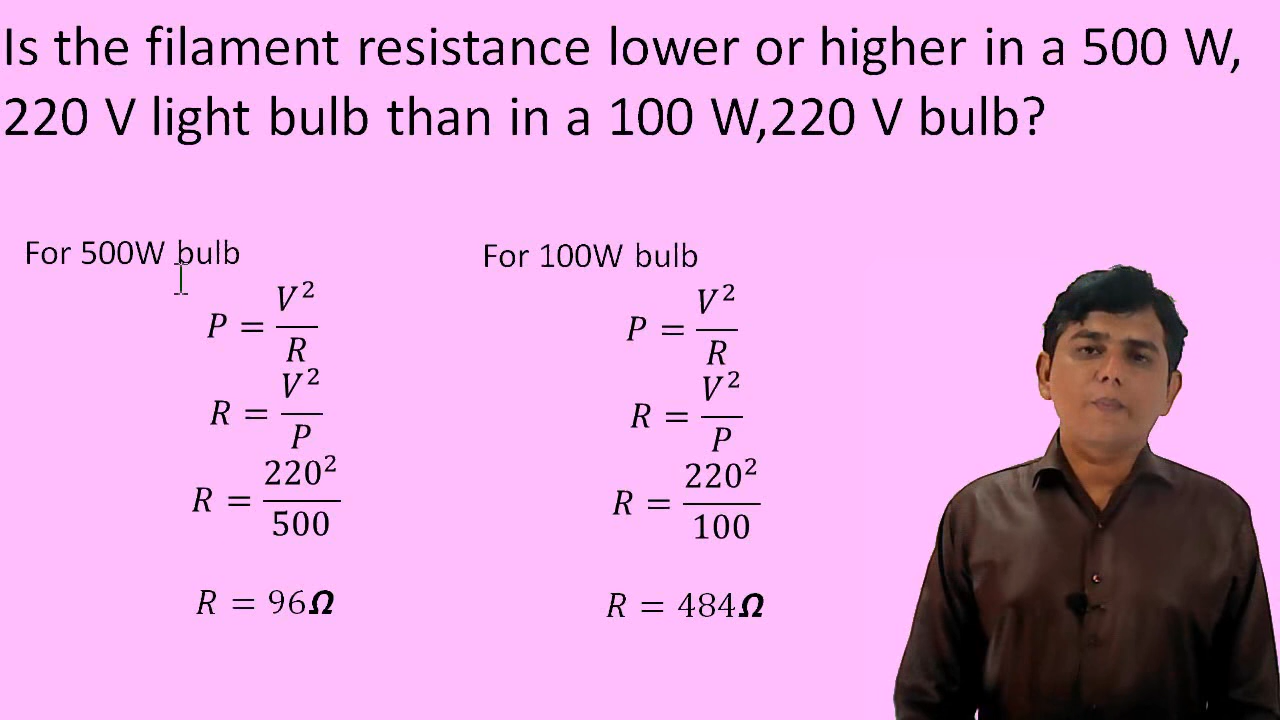 Is the filament resistance lower or higher in a 500 W,
220 V light bulb than in a 100 W,220 V bulb?
For 500W bulb
P = V²/R
R = V²/P
R = 220²/500
R = 96Ω
For 100W bulb
P = V²/R
R = V²/P
R = 220²/100
R = 484Ω